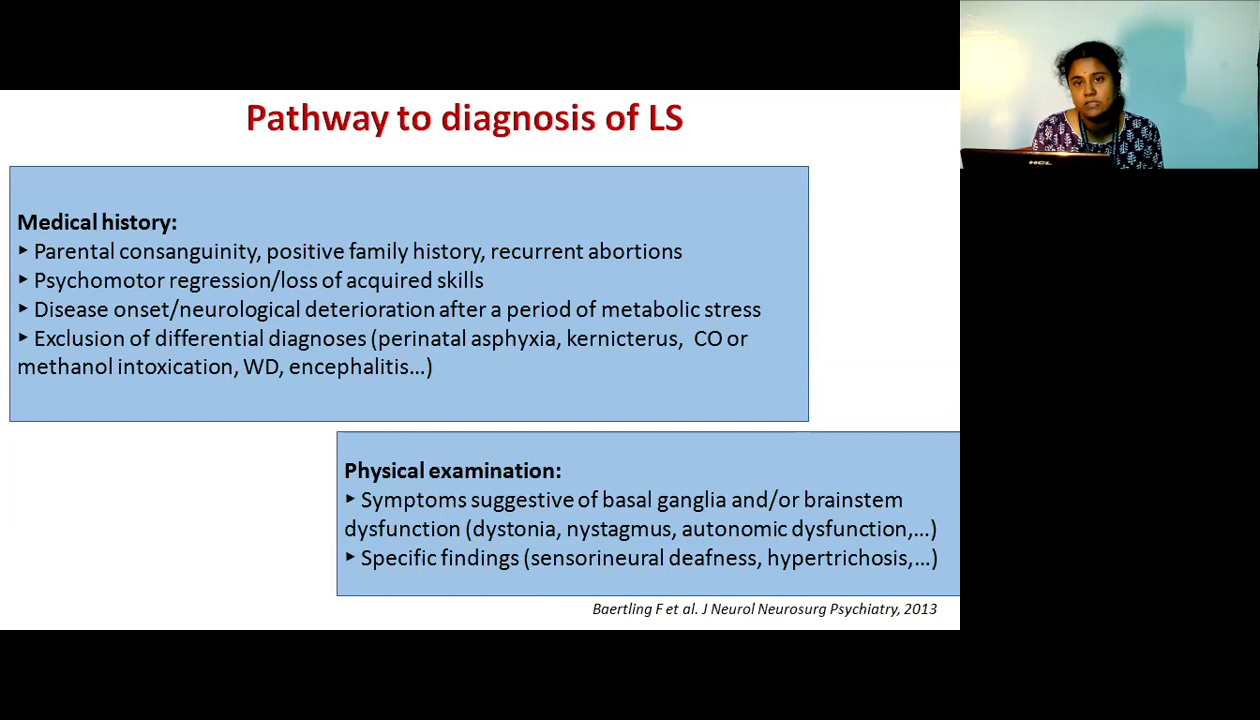 Pathway to diagnosis of LS
Medical history:
▸ Parental consanguinity, positive family history, recurrent abortions
▸ Psychomotor regression/loss of acquired skills
▸ Disease onset/neurological deterioration after a period of metabolic stress
▸ Exclusion of differential diagnoses (perinatal asphyxia, kernicterus, CO or
methanol intoxication, WD, encephalitis…)
Physical examination:
▸ Symptoms suggestive of basal ganglia and/or brainstem
dysfunction (dystonia, nystagmus, autonomic dysfunction,…)
▸ Specific findings (sensorineural deafness, hypertrichosis,…)
Baertling F et al. J Neurol Neurosurg Psychiatry, 2013
HCL